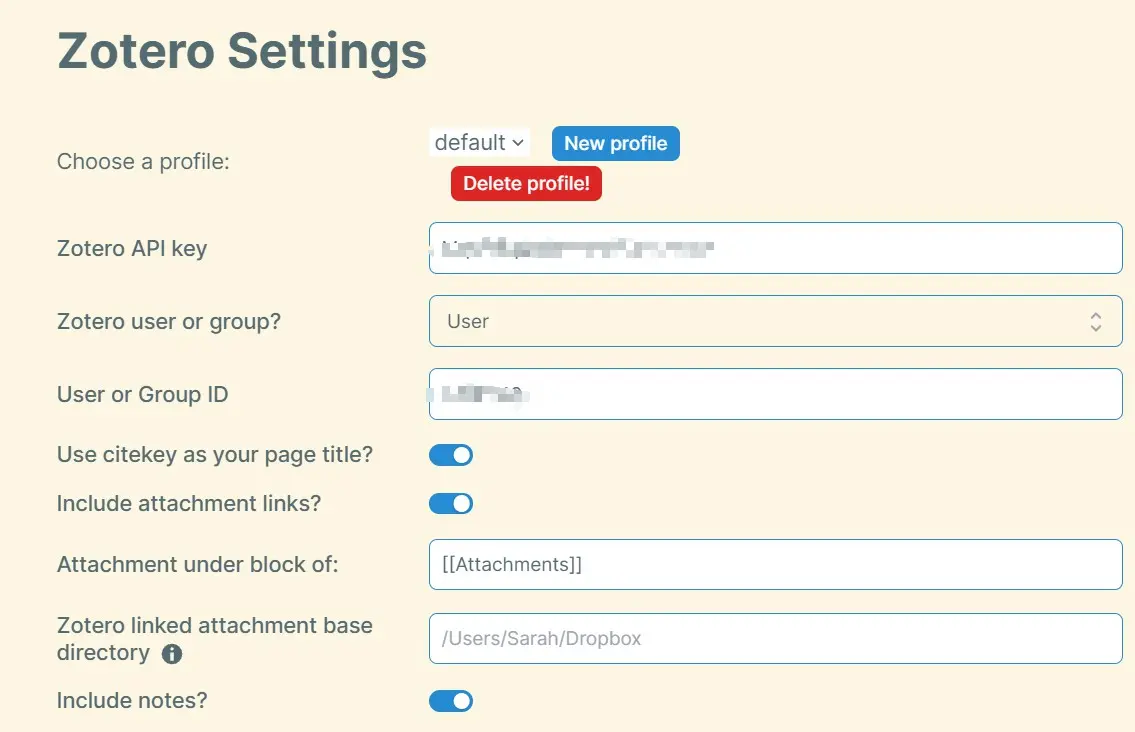 Zotero Settings
Choose a profile:
default
New profile
Delete profile!
Zotero API key
Zotero user or group?
User
User or Group ID
Use citekey as your page title?
Include attachment links?
Attachment under block of:
[[Attachments]]
Zotero linked attachment base
directory
/Users/Sarah/Dropbox
Include notes?